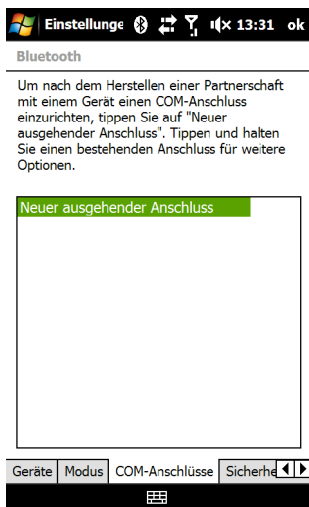 Einstellunge 13:31 ok
Bluetooth
Um nach dem Herstellen einer Partnerschaft
mit einem Gerät einen COM-Anschluss
einzurichten, tippen Sie auf "Neuer
ausgehender Anschluss". Tippen und halten
Sie einen bestehenden Anschluss für weitere
Optionen.
Neuer ausgehender Anschluss
Geräte Modus COM-Anschlüsse Sicherhe